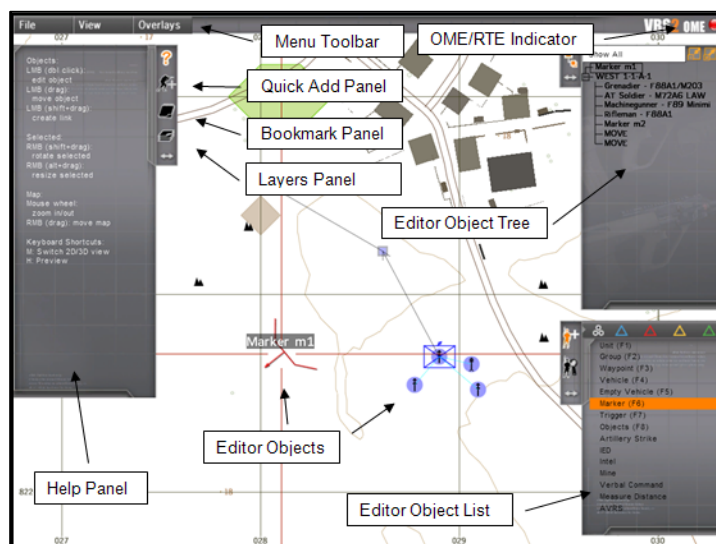 File View Overlays
VBS2 OME
Menu Toolbar
OME/RTE Indicator
027 028 030
Show All
Objects:
LMB (dbl click):
edit object
LMB (drag)
move object
LMB (shift+drag):
create link
Selected:
RMB (shift+drag):
rotate selected
RMB (alt+drag):
resize selected
Map:
Mouse wheel:
zoom in/out
RMB (drag): move map
Keyboard Shortcuts:
M: Switch 2D/3D view
H: Preview
Quick Add Panel
Bookmark Panel
Layers Panel
Marker m1
WEST 1-1-A-1
Grenadier - F88A1/M203
AT Soldier - M72A6 LAW
Machinegunner - F89 Minimi
Rifleman - F88A1
Marker m2
MOVE
MOVE
18
Editor Object Tree
Marker m1
Unit (F1)
Group (F2)
Waypoint (F3)
Vehicle (F4)
Empty Vehicle (F5)
Marker (F6)
Trigger (F7)
Objects (F8)
Artillery Strike
IED
Intel
Mine
Verbal Command
Measure Distance
AVRS
Editor Objects
Help Panel
Editor Object List
822 -18
027 028 029 030